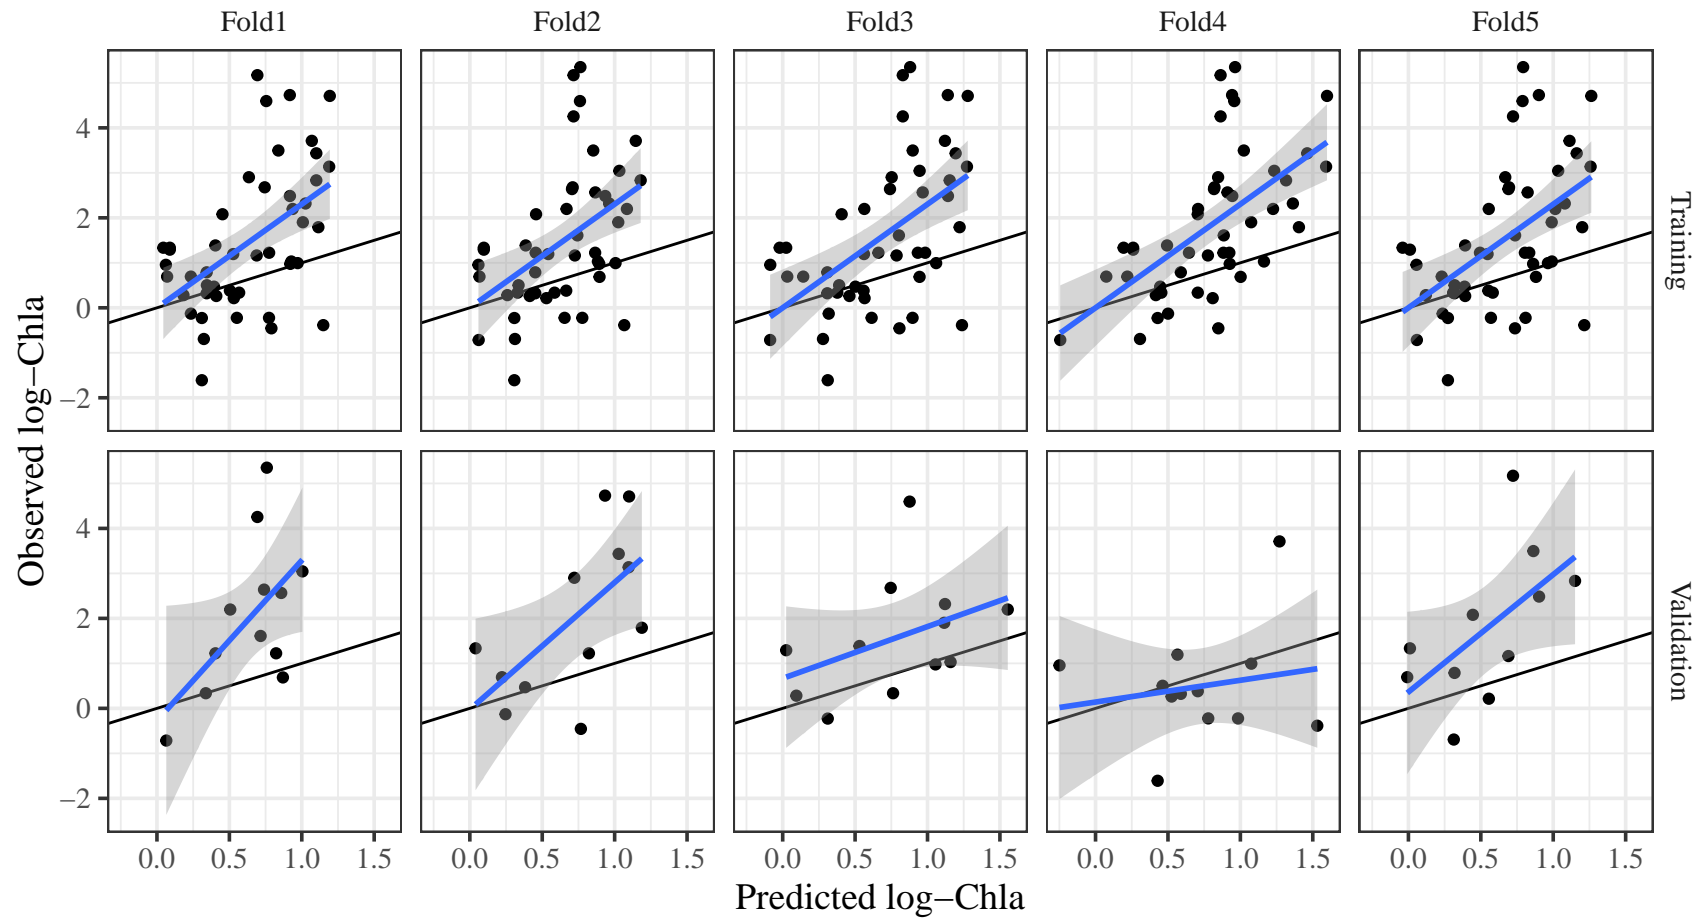 Fold1 Fold2 Fold3 Fold4 Fold5
4
2
0
−2
Training
Observed log−Chla
4
2
0
−2
Validation
0.0 0.5 1.0 1.5 0.0 0.5 1.0 1.5 0.0 0.5 1.0 1.5 0.0 0.5 1.0 1.5 0.0 0.5 1.0 1.5
Predicted log−Chla